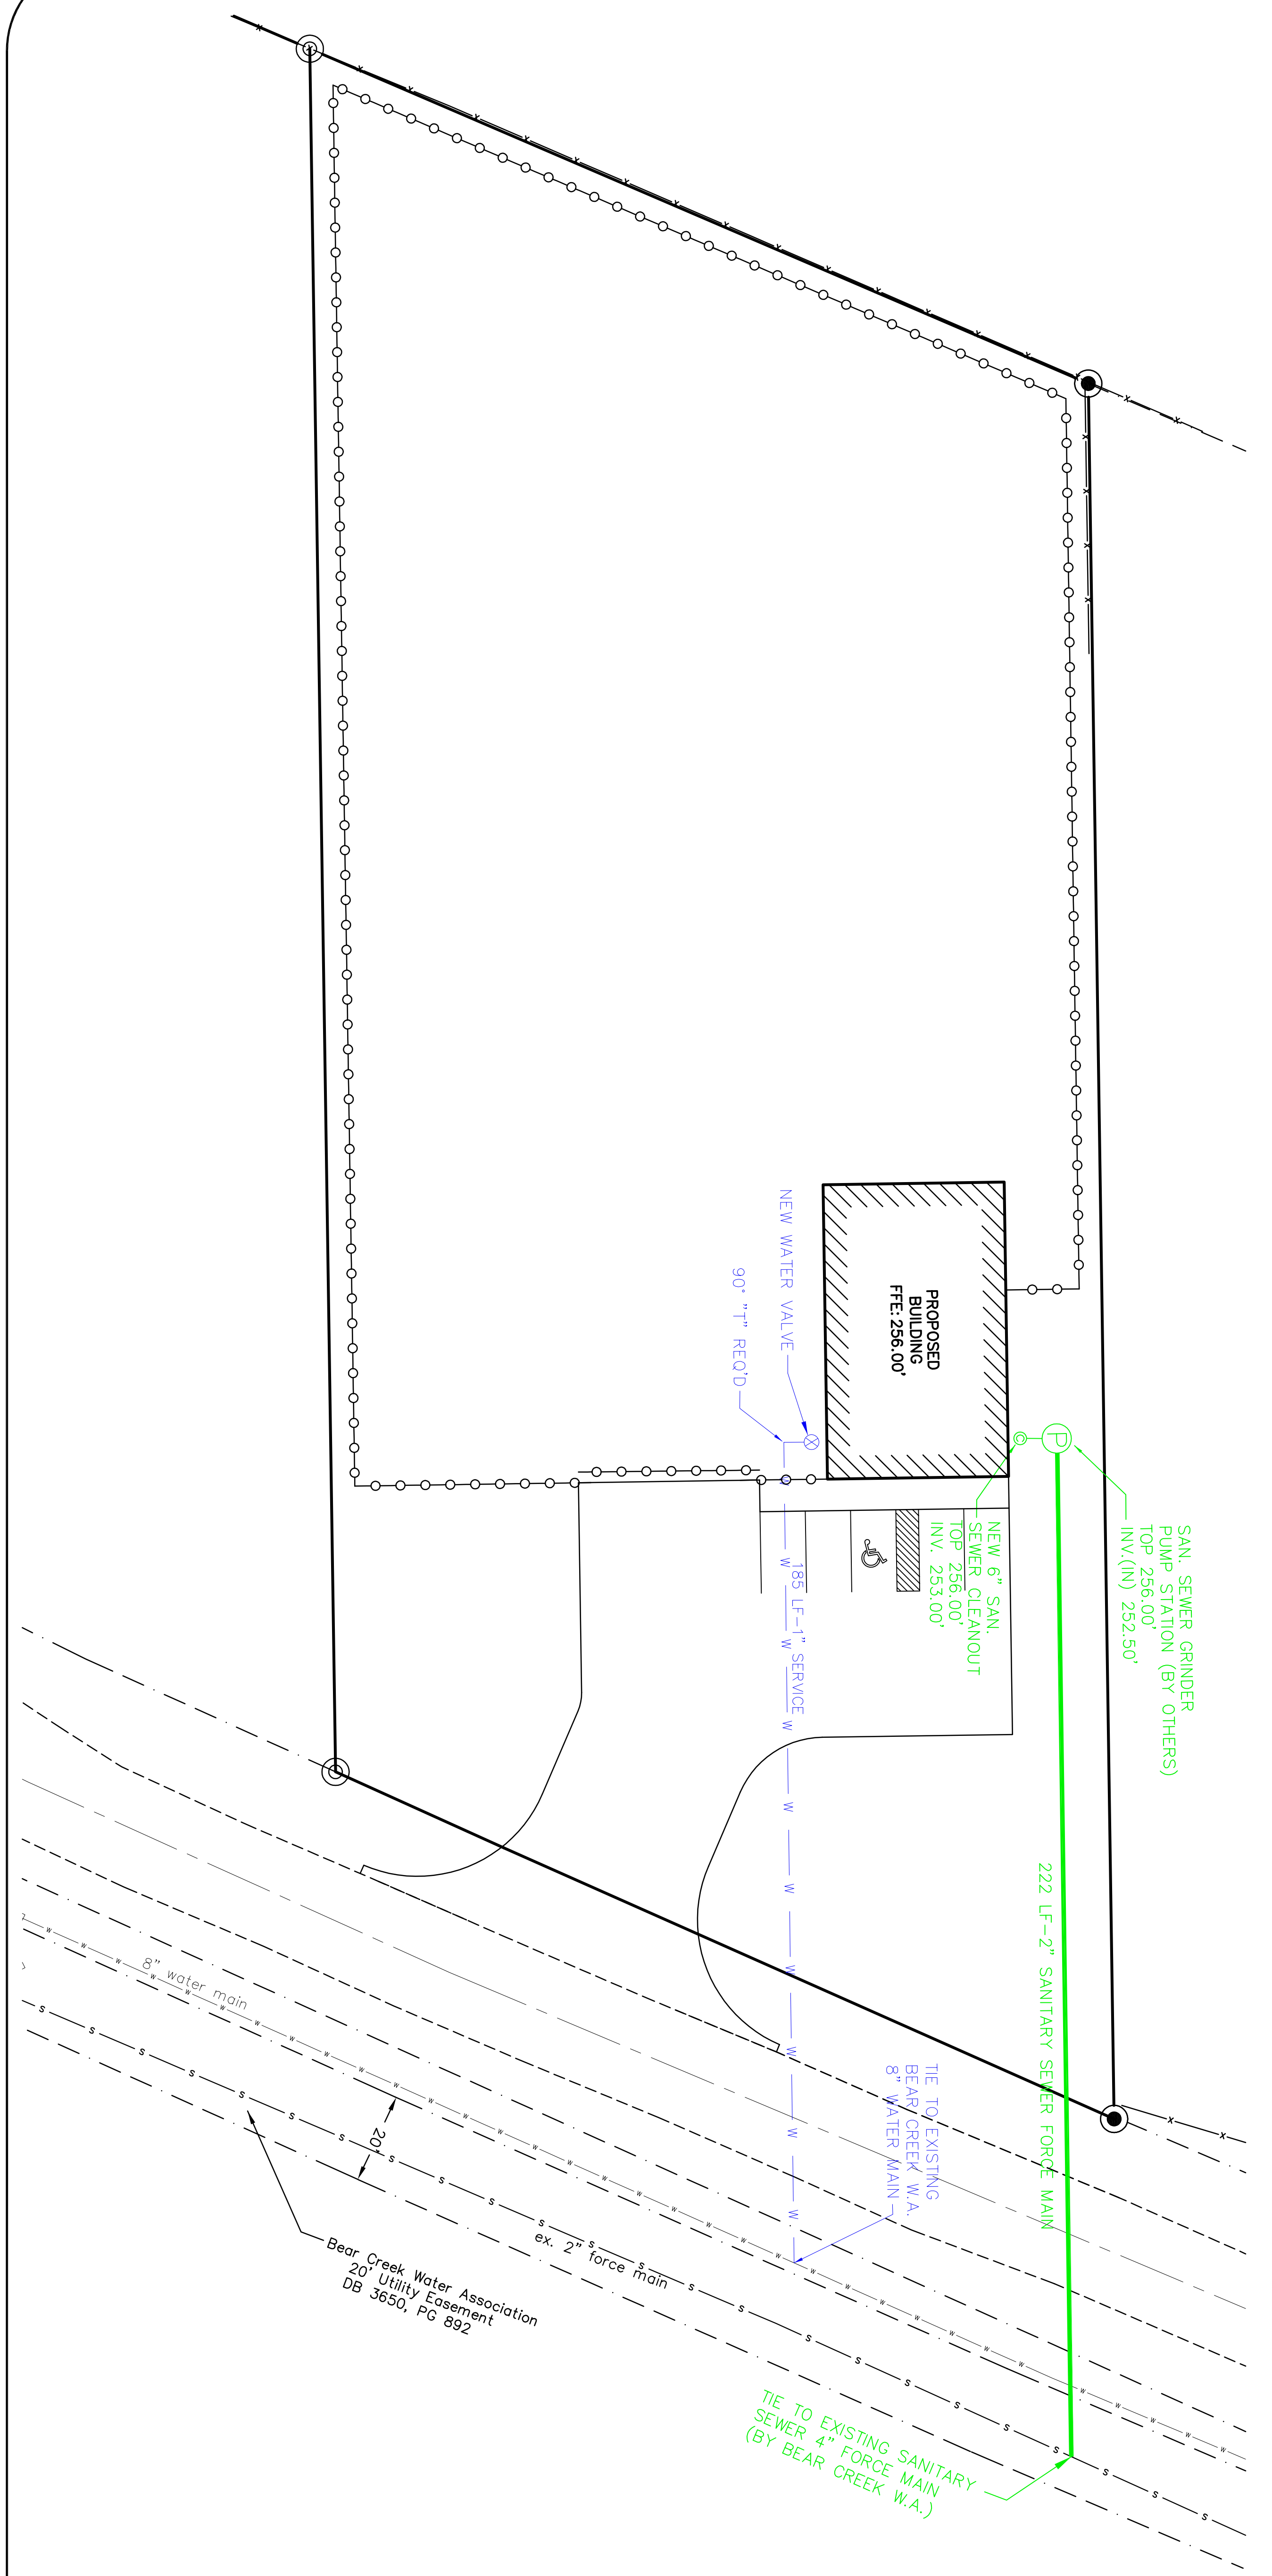 SAN. SEWER GRINDER
PUMP STATION (BY OTHERS)
TOP 256.00'
INV.(IN) 252.50'
P
C
NEW 6" SAN.
SEWER CLEANOUT
TOP 256.00'
INV. 253.00'
PROPOSED
BUILDING
FFE: 256.00'
NEW WATER VALVE
90° "T" REQ'D
185 LF-1" SERVICE
222 LF-2" SANITARY SEWER FORCE MAIN
TIE TO EXISTING
BEAR CREEK W.A.
8" WATER MAIN
8" water main
20'
ex. 2" force main
Bear Creek Water Association
20' Utility Easement
DB 3650, PG 892
TIE TO EXISTING SANITARY
SEWER 4" FORCE MAIN
(BY BEAR CREEK W.A.)